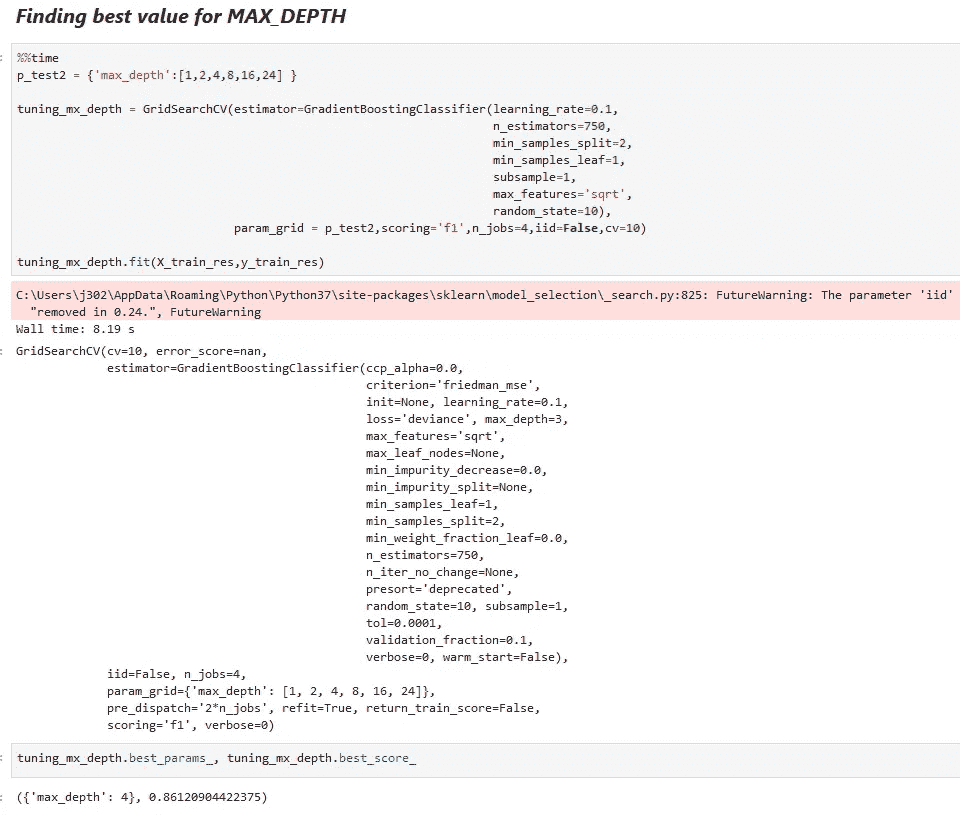 Finding best value for MAX_DEPTH
%%time
p_test2 = {'max_depth':[1,2,4,8,16,24] }
tuning_mx_depth = GridSearchCV(estimator=GradientBoostingClassifier(learning_rate=0.1,
n_estimators=750,
min_samples_split=2,
min_samples_leaf=1,
subsample=1,
max_features='sqrt',
random_state=10),
param_grid = p_test2,scoring='f1',n_jobs=4,iid=False,cv=10)
tuning_mx_depth.fit(X_train_res,y_train_res)
C:\Users\j302\AppData\Roaming\Python\Python37\site-packages\sklearn\model_selection\_search.py:825: FutureWarning: The parameter 'iid'
"removed in 0.24.", FutureWarning
Wall time: 8.19 s
GridSearchCV(cv=10, error_score=nan,
estimator=GradientBoostingClassifier(ccp_alpha=0.0,
criterion='friedman_mse',
init=None, learning_rate=0.1,
loss='deviance', max_depth=3,
max_features='sqrt',
max_leaf_nodes=None,
min_impurity_decrease=0.0,
min_impurity_split=None,
min_samples_leaf=1,
min_samples_split=2,
min_weight_fraction_leaf=0.0,
n_estimators=750,
n_iter_no_change=None,
presort='deprecated',
random_state=10, subsample=1,
tol=0.0001,
validation_fraction=0.1,
verbose=0, warm_start=False),
iid=False, n_jobs=4,
param_grid={'max_depth': [1, 2, 4, 8, 16, 24]},
pre_dispatch='2*n_jobs', refit=True, return_train_score=False,
scoring='f1', verbose=0)
tuning_mx_depth.best_params_, tuning_mx_depth.best_score_
({'max_depth': 4}, 0.86120904422375)